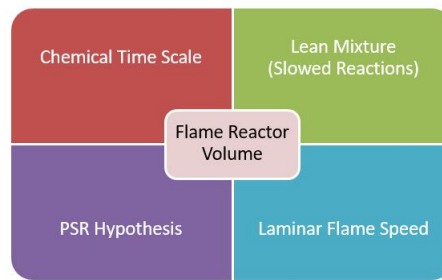 Chemical Time Scale
Lean Mixture
(Slowed Reactions)
Flame Reactor
Volume
PSR Hypothesis
Laminar Flame Speed